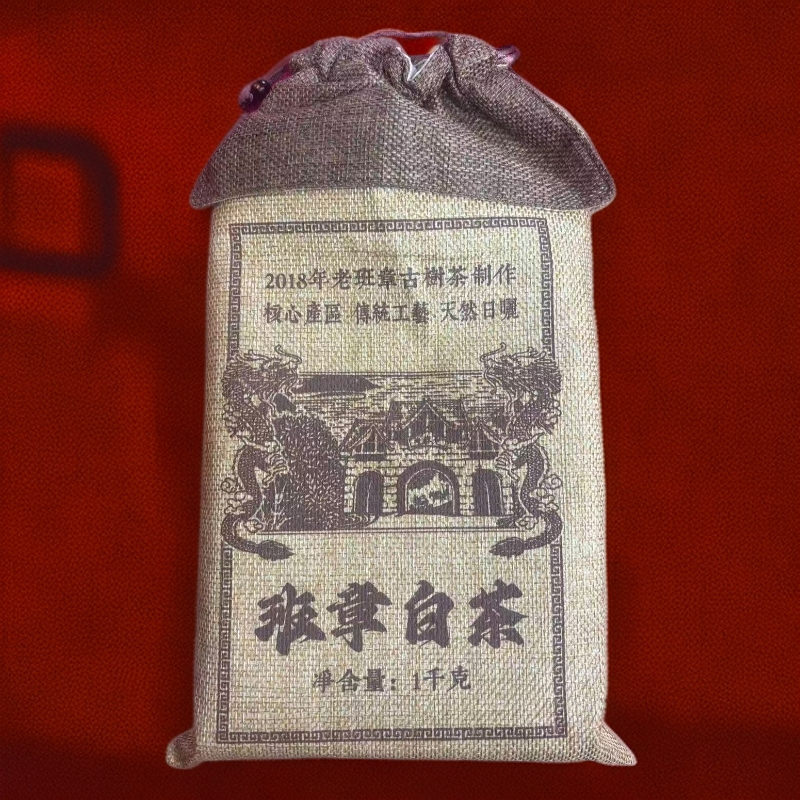 2018年老班章古樹茶制作
核心產區 傳統工藝 天然日曬
班章白茶
凈含量：1千克